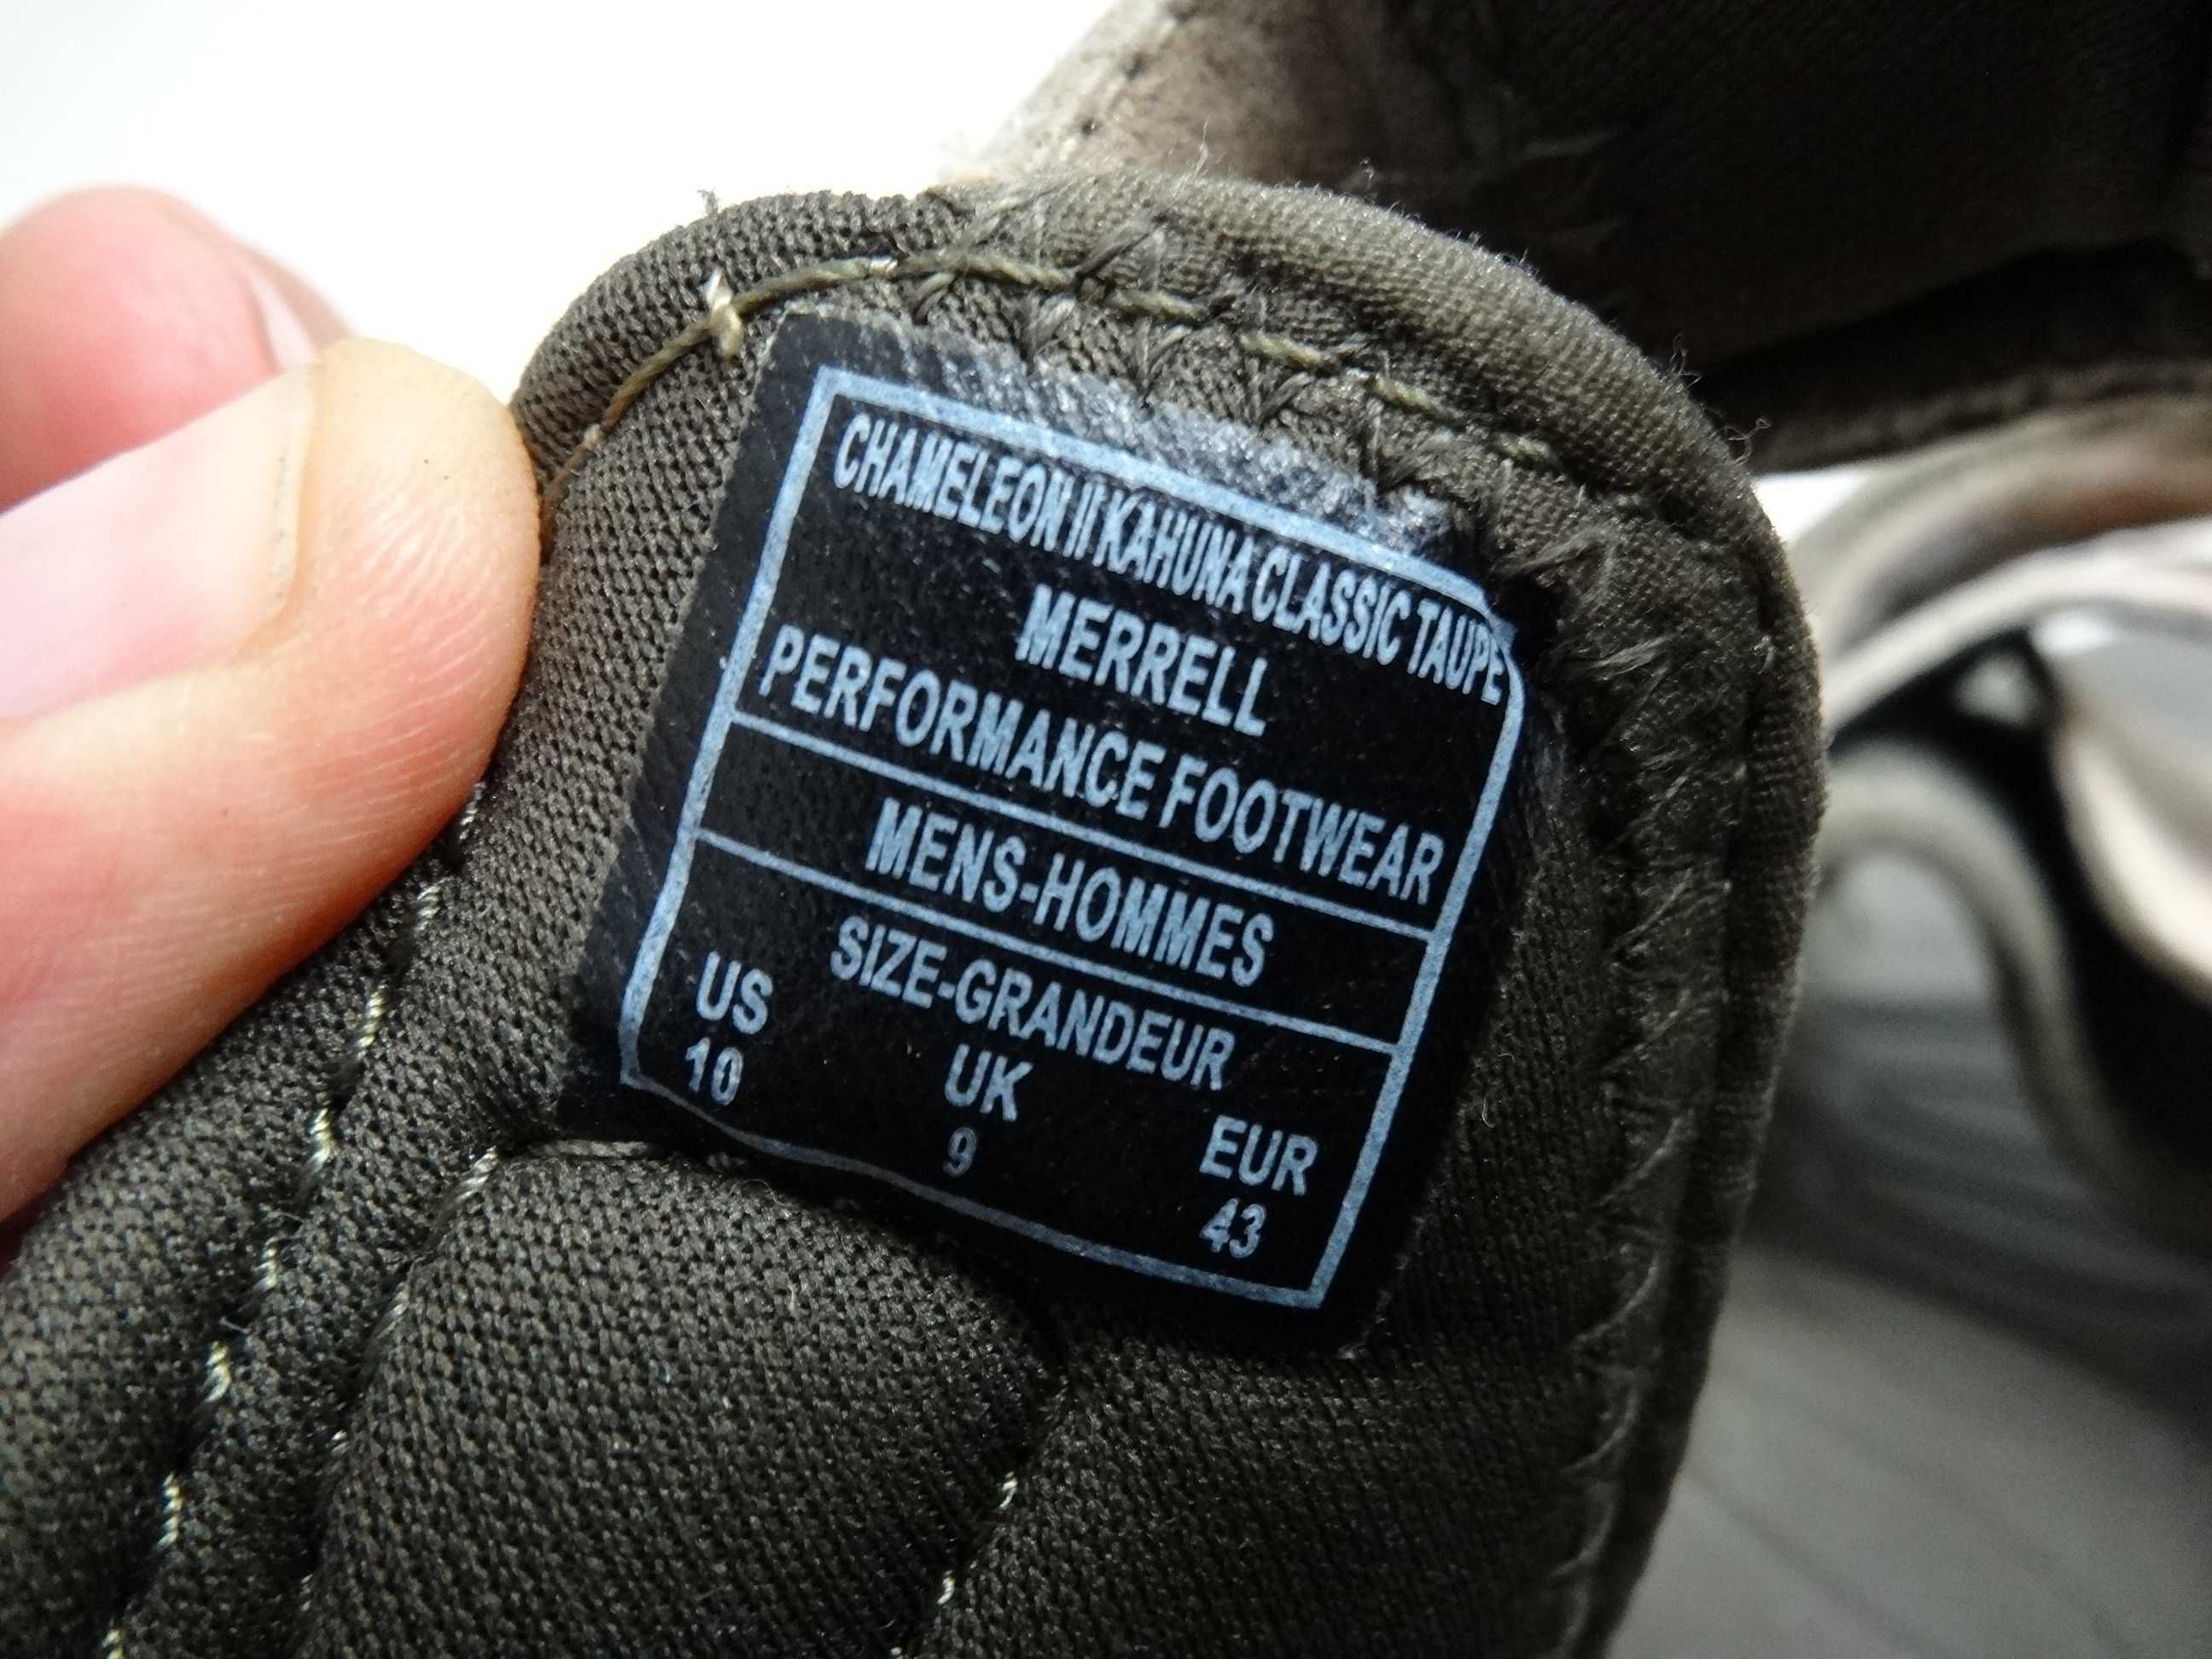 CHAMELEON II KAHUNA CLASSIC TAUPE
MERRELL
PERFORMANCE FOOTWEAR
MENS-HOMMES
SIZE-GRANDEUR
US UK EUR
10 9 43